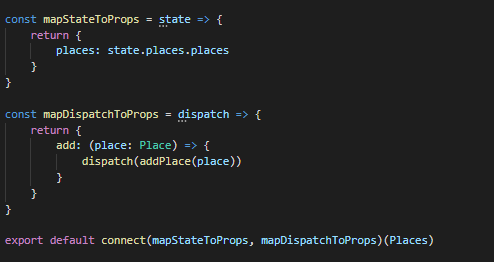 const mapStateToProps = state => {
    return {
        places: state.places.places
    }
}

const mapDispatchToProps = dispatch => {
    return {
        add: (place: Place) => {
            dispatch(addPlace(place))
        }
    }
}

export default connect(mapStateToProps, mapDispatchToProps)(Places)